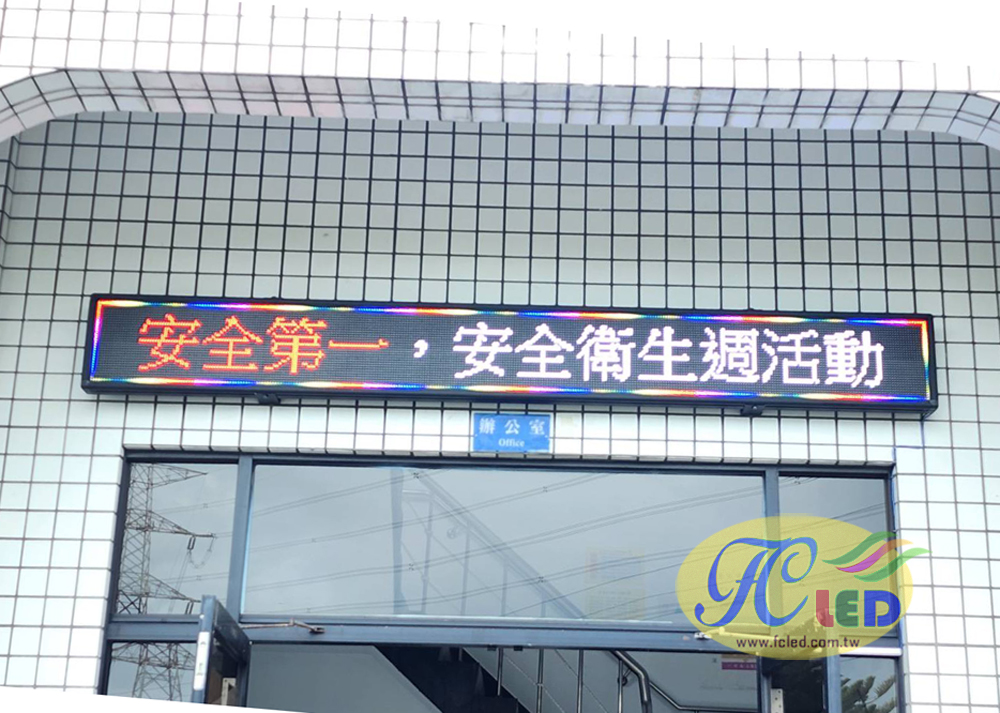 安全第一，安全衛生週活動
辦公室
Office
FC LED
www.fcled.com.tw